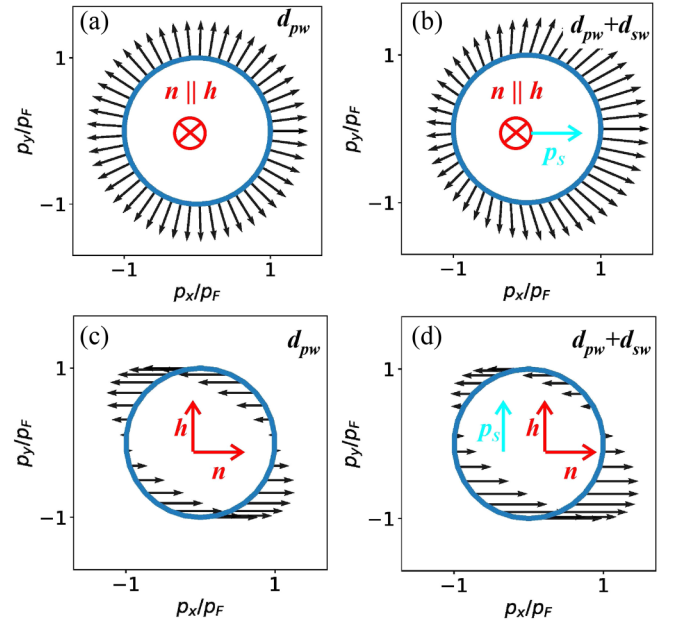 (a) d_pw
1
n || h
p_y/p_F
-1
-1 1
p_x/p_F
(b) d_pw+d_sw
1
n || h
p_s
p_y/p_F
-1
-1 1
p_x/p_F
(c) d_pw
1
h
n
p_y/p_F
-1
-1 1
p_x/p_F
(d) d_pw+d_sw
1
p_s h
n
p_y/p_F
-1
-1 1
p_x/p_F